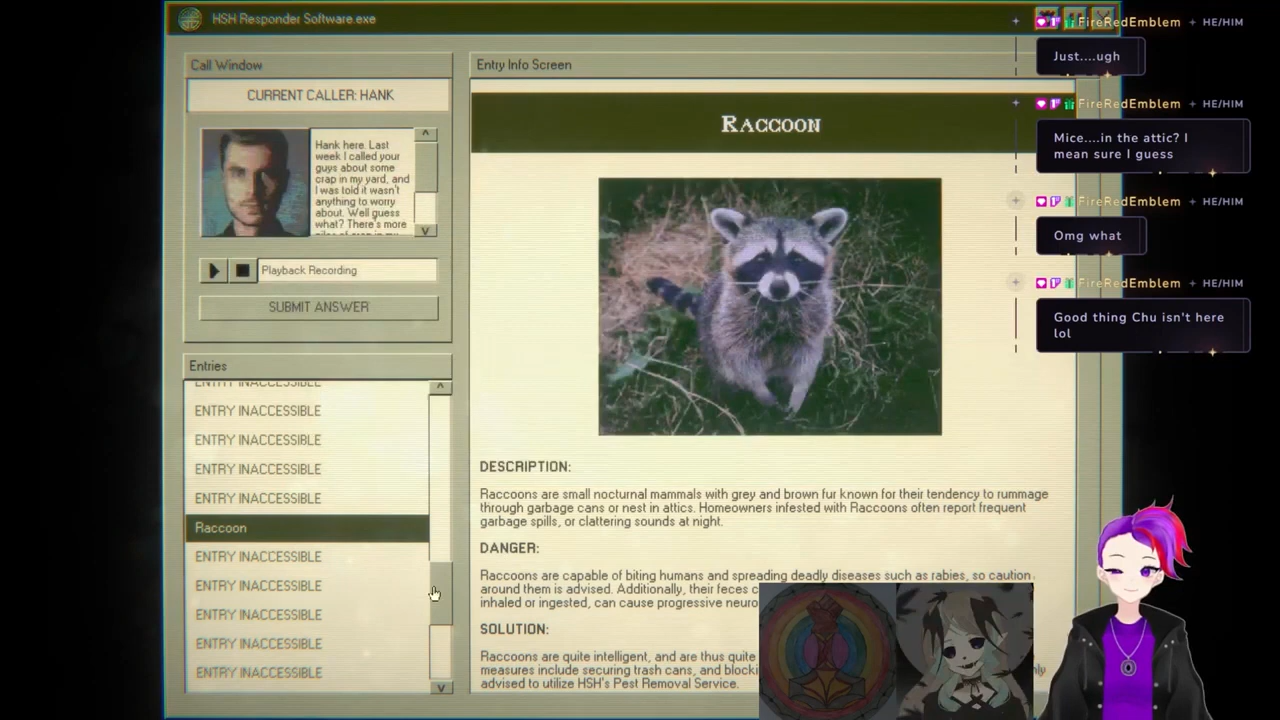 HSH Responder Software.exe
Call Window
CURRENT CALLER: HANK
Hank here. Last
week I called your
guys about some
crap in my yard, and
I was told it wasn't
anything to worry
about. Well guess
what? There's more
Playback Recording
SUBMIT ANSWER
Entries
ENTRY INACCESSIBLE
ENTRY INACCESSIBLE
ENTRY INACCESSIBLE
ENTRY INACCESSIBLE
ENTRY INACCESSIBLE
Raccoon
ENTRY INACCESSIBLE
ENTRY INACCESSIBLE
ENTRY INACCESSIBLE
ENTRY INACCESSIBLE
ENTRY INACCESSIBLE
Entry Info Screen
RACCOON
DESCRIPTION:
Raccoons are small nocturnal mammals with grey and brown fur known for their tendency to rummage
through garbage cans or nest in attics. Homeowners infested with Raccoons often report frequent
garbage spills, or clattering sounds at night.
DANGER:
Raccoons are capable of biting humans and spreading deadly diseases such as rabies, so caution
around them is advised. Additionally, their feces
inhaled or ingested, can cause progressive
SOLUTION:
Raccoons are quite intelligent, and are thus quite
measures include securing trash cans, and
advised to utilize HSH's Pest Removal Service.
FireRedEmblem HE/HIM
Just....ugh
FireRedEmblem HE/HIM
Mice....in the attic? I
mean sure I guess
FireRedEmblem HE/HIM
Omg what
FireRedEmblem HE/HIM
Good thing Chu isn't here
lol